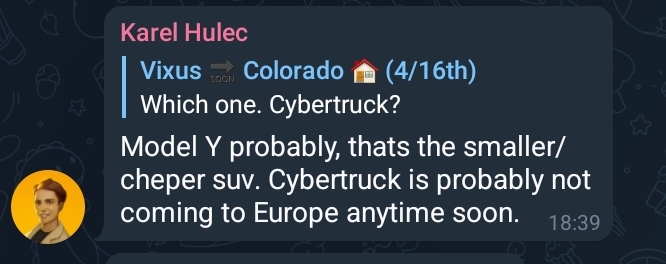 Karel Hulec
Vixus 🔜 Colorado 🏠 (4/16th)
Which one. Cybertruck?
Model Y probably, thats the smaller/
cheper suv. Cybertruck is probably not
coming to Europe anytime soon.
18:39